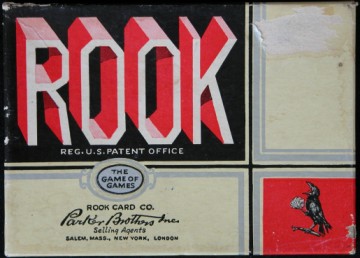 ROOK
REG. U.S. PATENT OFFICE
THE
GAME OF
GAMES
ROOK CARD CO.
Parker Brothers Inc.
Selling Agents
SALEM, MASS., NEW YORK, LONDON